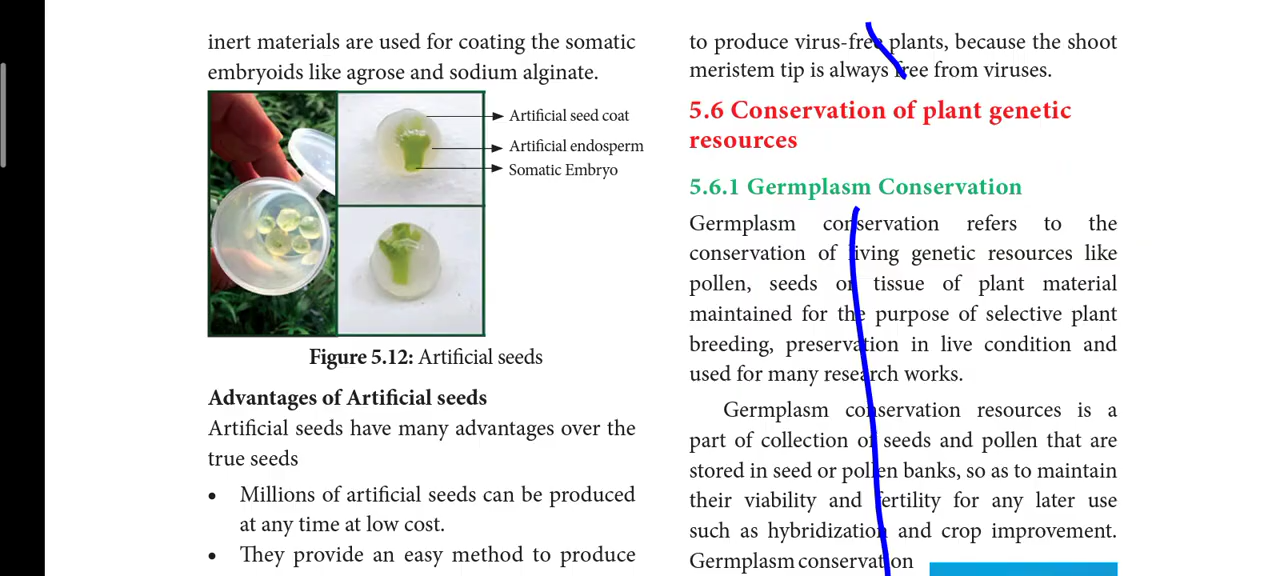 inert materials are used for coating the somatic
embryoids like agrose and sodium alginate.
Artificial seed coat
Artificial endosperm
Somatic Embryo
Figure 5.12: Artificial seeds
Advantages of Artificial seeds
Artificial seeds have many advantages over the
true seeds
• Millions of artificial seeds can be produced
at any time at low cost.
• They provide an easy method to produce
to produce virus-free plants, because the shoot
meristem tip is always free from viruses.
5.6 Conservation of plant genetic
resources
5.6.1 Germplasm Conservation
Germplasm conservation refers to the
conservation of living genetic resources like
pollen, seeds or tissue of plant material
maintained for the purpose of selective plant
breeding, preservation in live condition and
used for many research works.
Germplasm conservation resources is a
part of collection of seeds and pollen that are
stored in seed or pollen banks, so as to maintain
their viability and fertility for any later use
such as hybridization and crop improvement.
Germplasm conservation